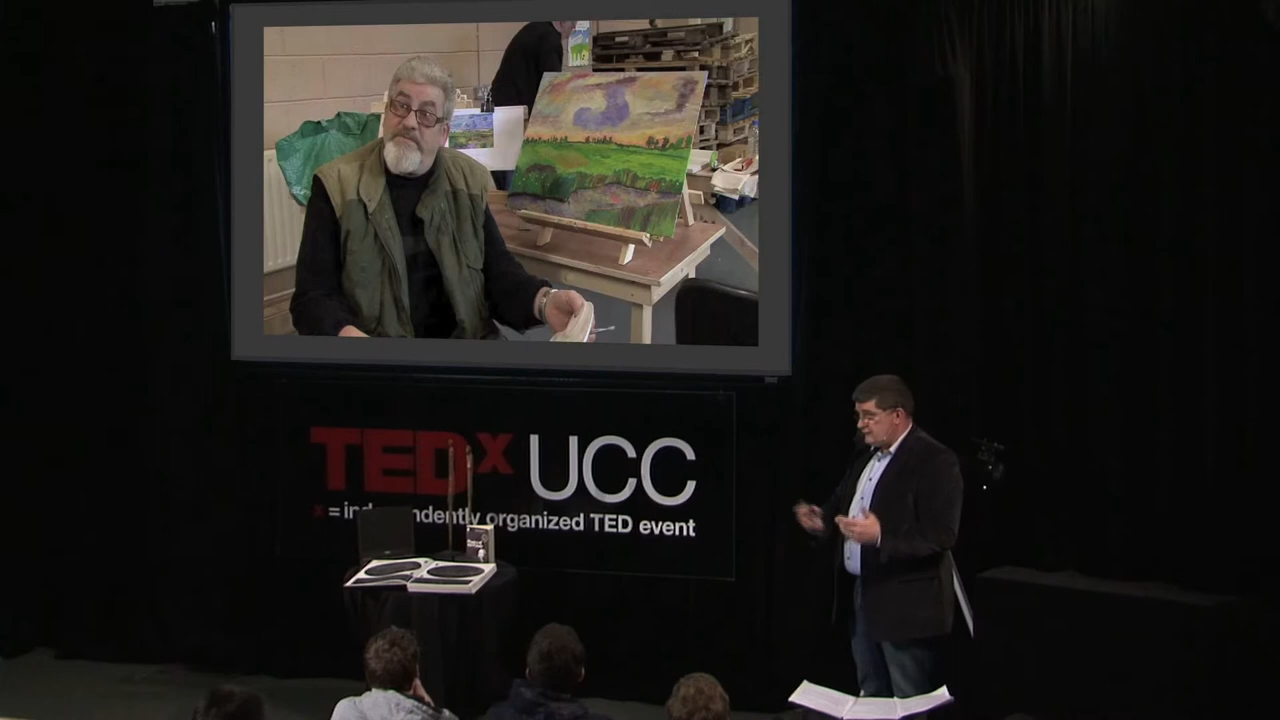 TEDx UCC
x = independently organized TED event